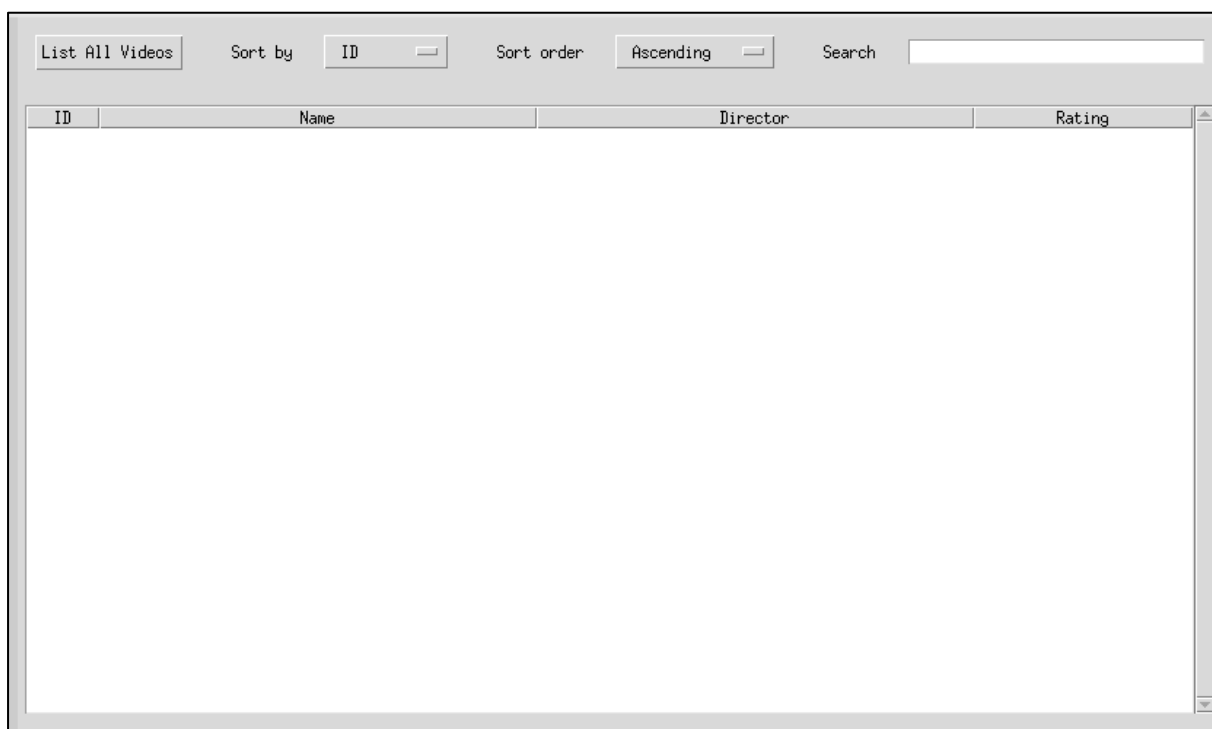 List All Videos Sort by ID Sort order Ascending Search
ID Name Director Rating